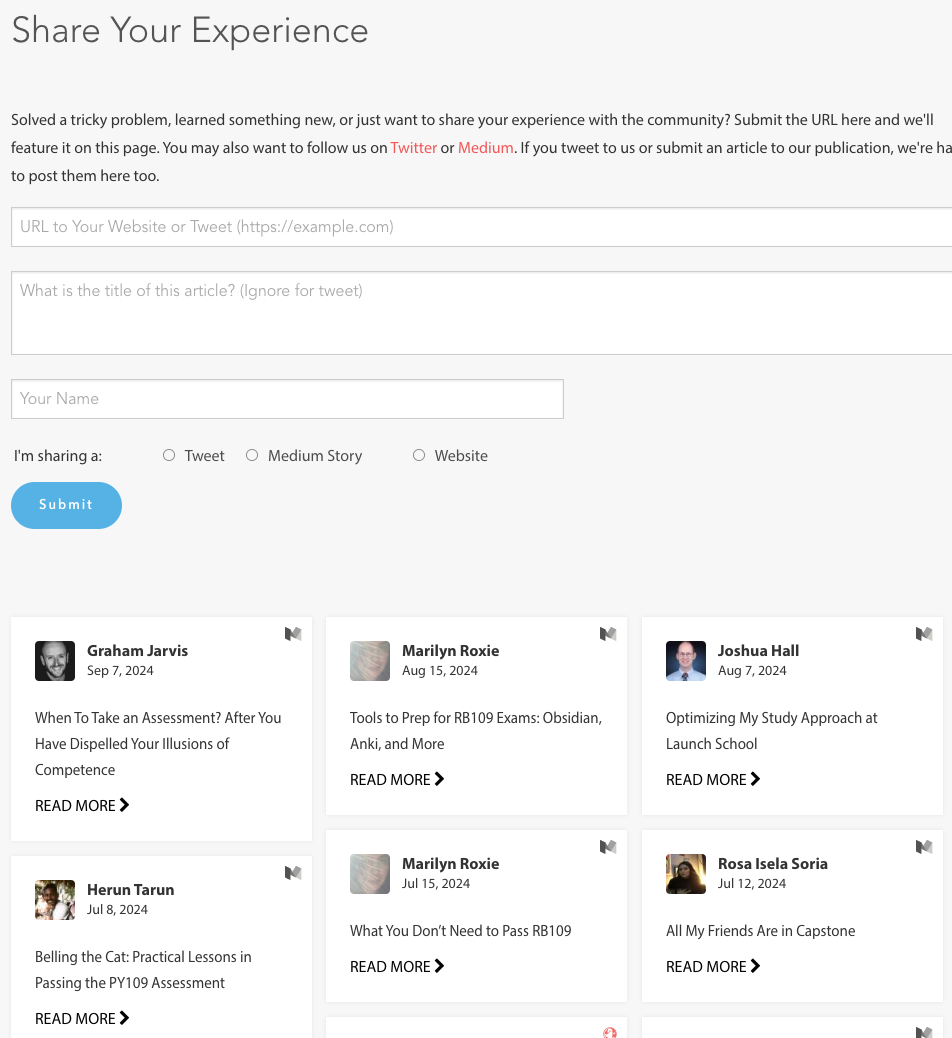 Share Your Experience
Solved a tricky problem, learned something new, or just want to share your experience with the community? Submit the URL here and we'll
feature it on this page. You may also want to follow us on Twitter or Medium. If you tweet to us or submit an article to our publication, we're ha
to post them here too.
URL to Your Website or Tweet (https://example.com)
What is the title of this article? (Ignore for tweet)
Your Name
I'm sharing a: Tweet Medium Story Website
Submit
Graham Jarvis
Sep 7, 2024
When To Take an Assessment? After You
Have Dispelled Your Illusions of
Competence
READ MORE
Marilyn Roxie
Aug 15, 2024
Tools to Prep for RB109 Exams: Obsidian,
Anki, and More
READ MORE
Joshua Hall
Aug 7, 2024
Optimizing My Study Approach at
Launch School
READ MORE
Herun Tarun
Jul 8, 2024
Belling the Cat: Practical Lessons in
Passing the PY109 Assessment
READ MORE
Marilyn Roxie
Jul 15, 2024
What You Don’t Need to Pass RB109
READ MORE
Rosa Isela Soria
Jul 12, 2024
All My Friends Are in Capstone
READ MORE